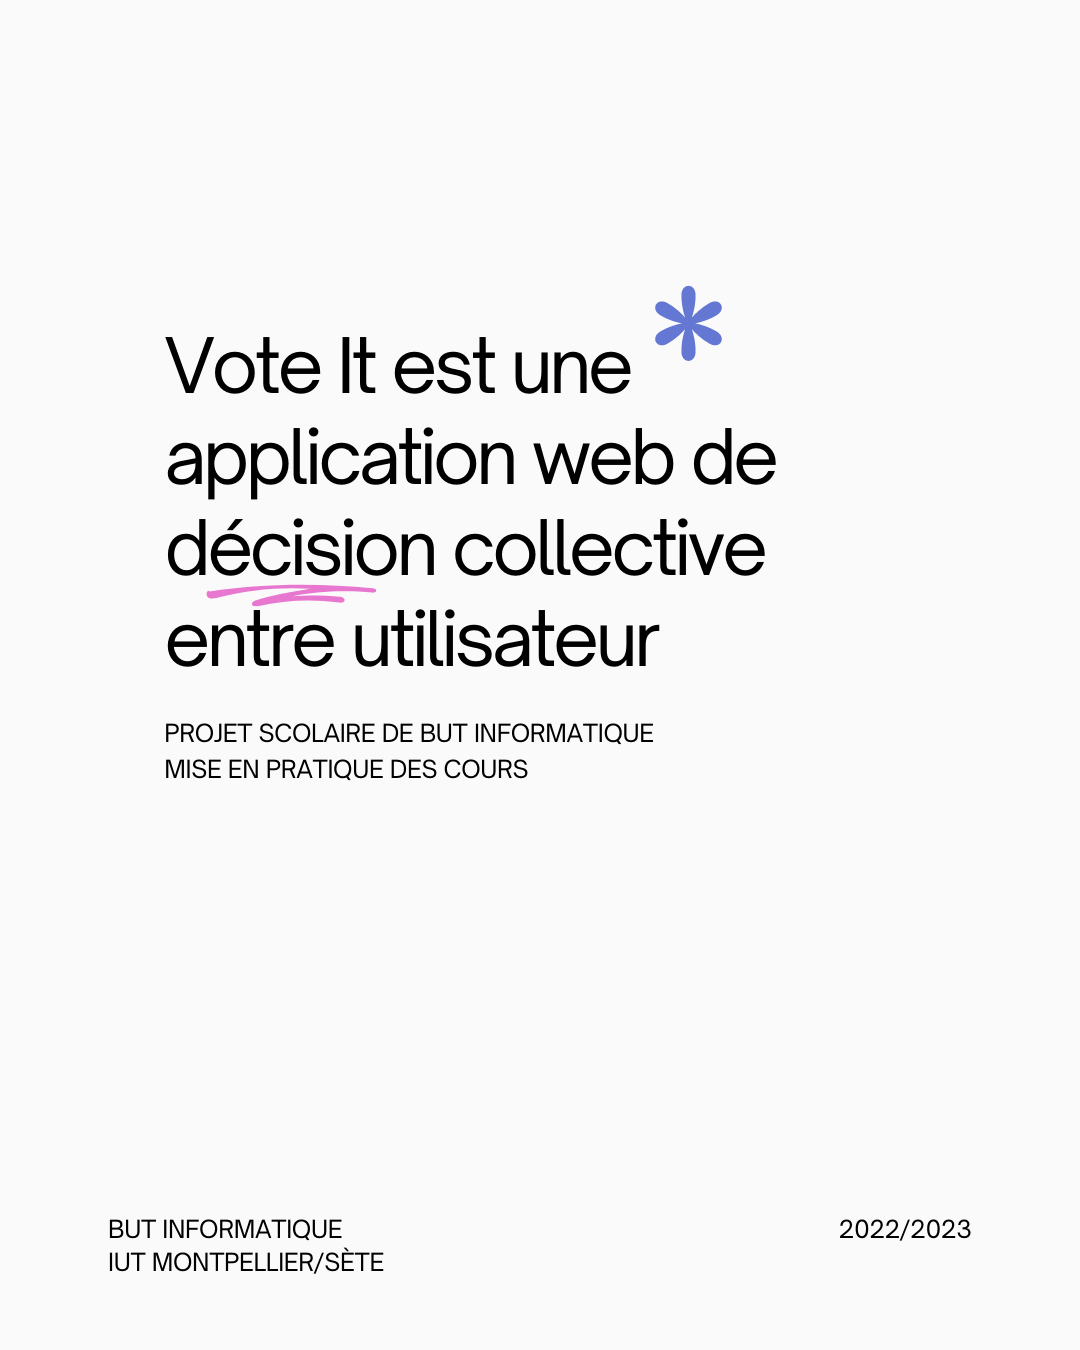 Vote It est une
application web de
décision collective
entre utilisateur
PROJET SCOLAIRE DE BUT INFORMATIQUE
MISE EN PRATIQUE DES COURS
BUT INFORMATIQUE
IUT MONTPELLIER/SÈTE
2022/2023